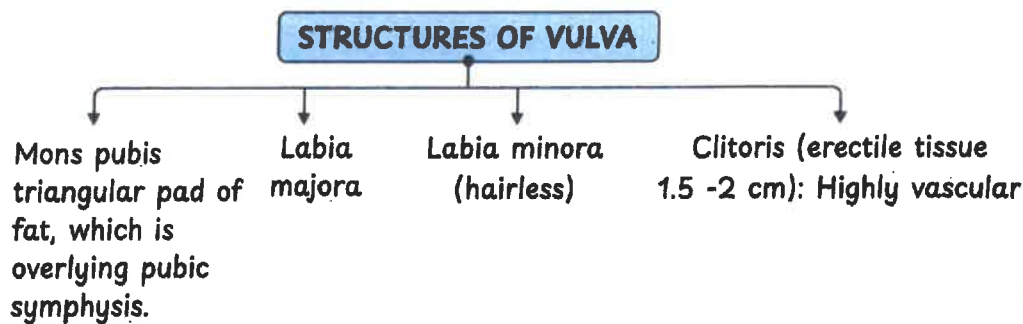 STRUCTURES OF VULVA
Mons pubis
triangular pad of
fat, which is
overlying pubic
symphysis.
Labia
majora
Labia minora
(hairless)
Clitoris (erectile tissue
1.5 -2 cm): Highly vascular